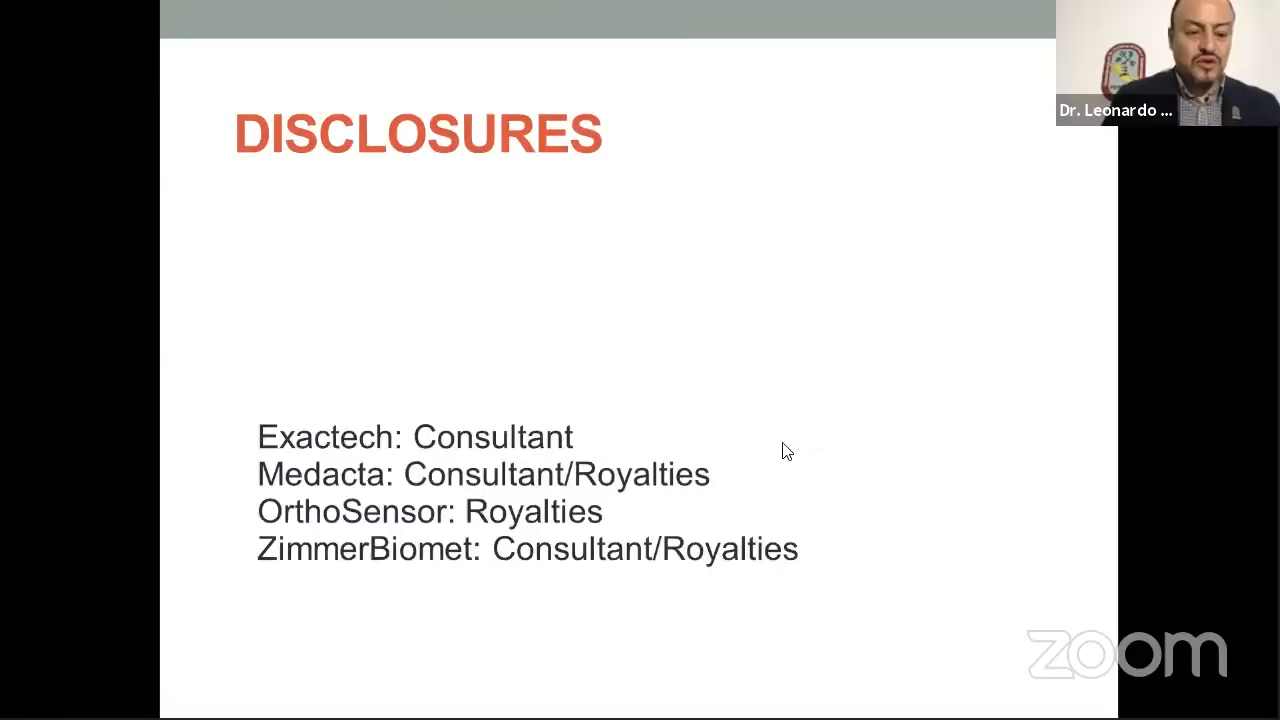 DISCLOSURES
Dr. Leonardo ...
Exactech: Consultant
Medacta: Consultant/Royalties
OrthoSensor: Royalties
ZimmerBiomet: Consultant/Royalties
zoom